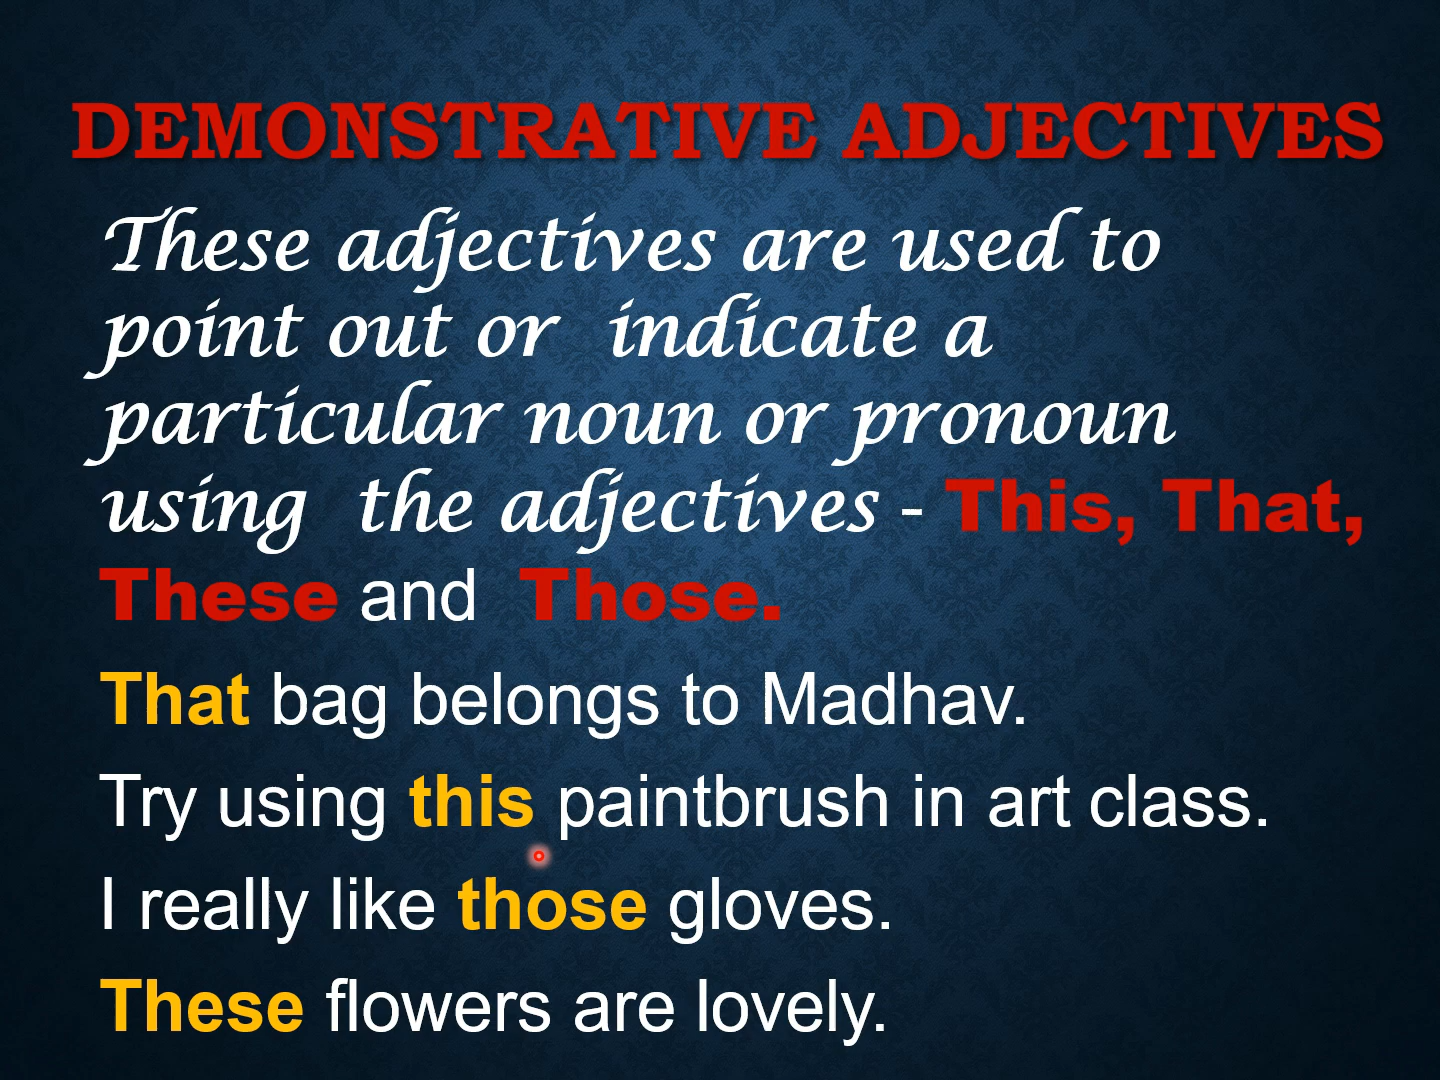 DEMONSTRATIVE ADJECTIVES
These adjectives are used to
point out or indicate a
particular noun or pronoun
using the adjectives - This, That,
These and Those.
That bag belongs to Madhav.
Try using this paintbrush in art class.
I really like those gloves.
These flowers are lovely.